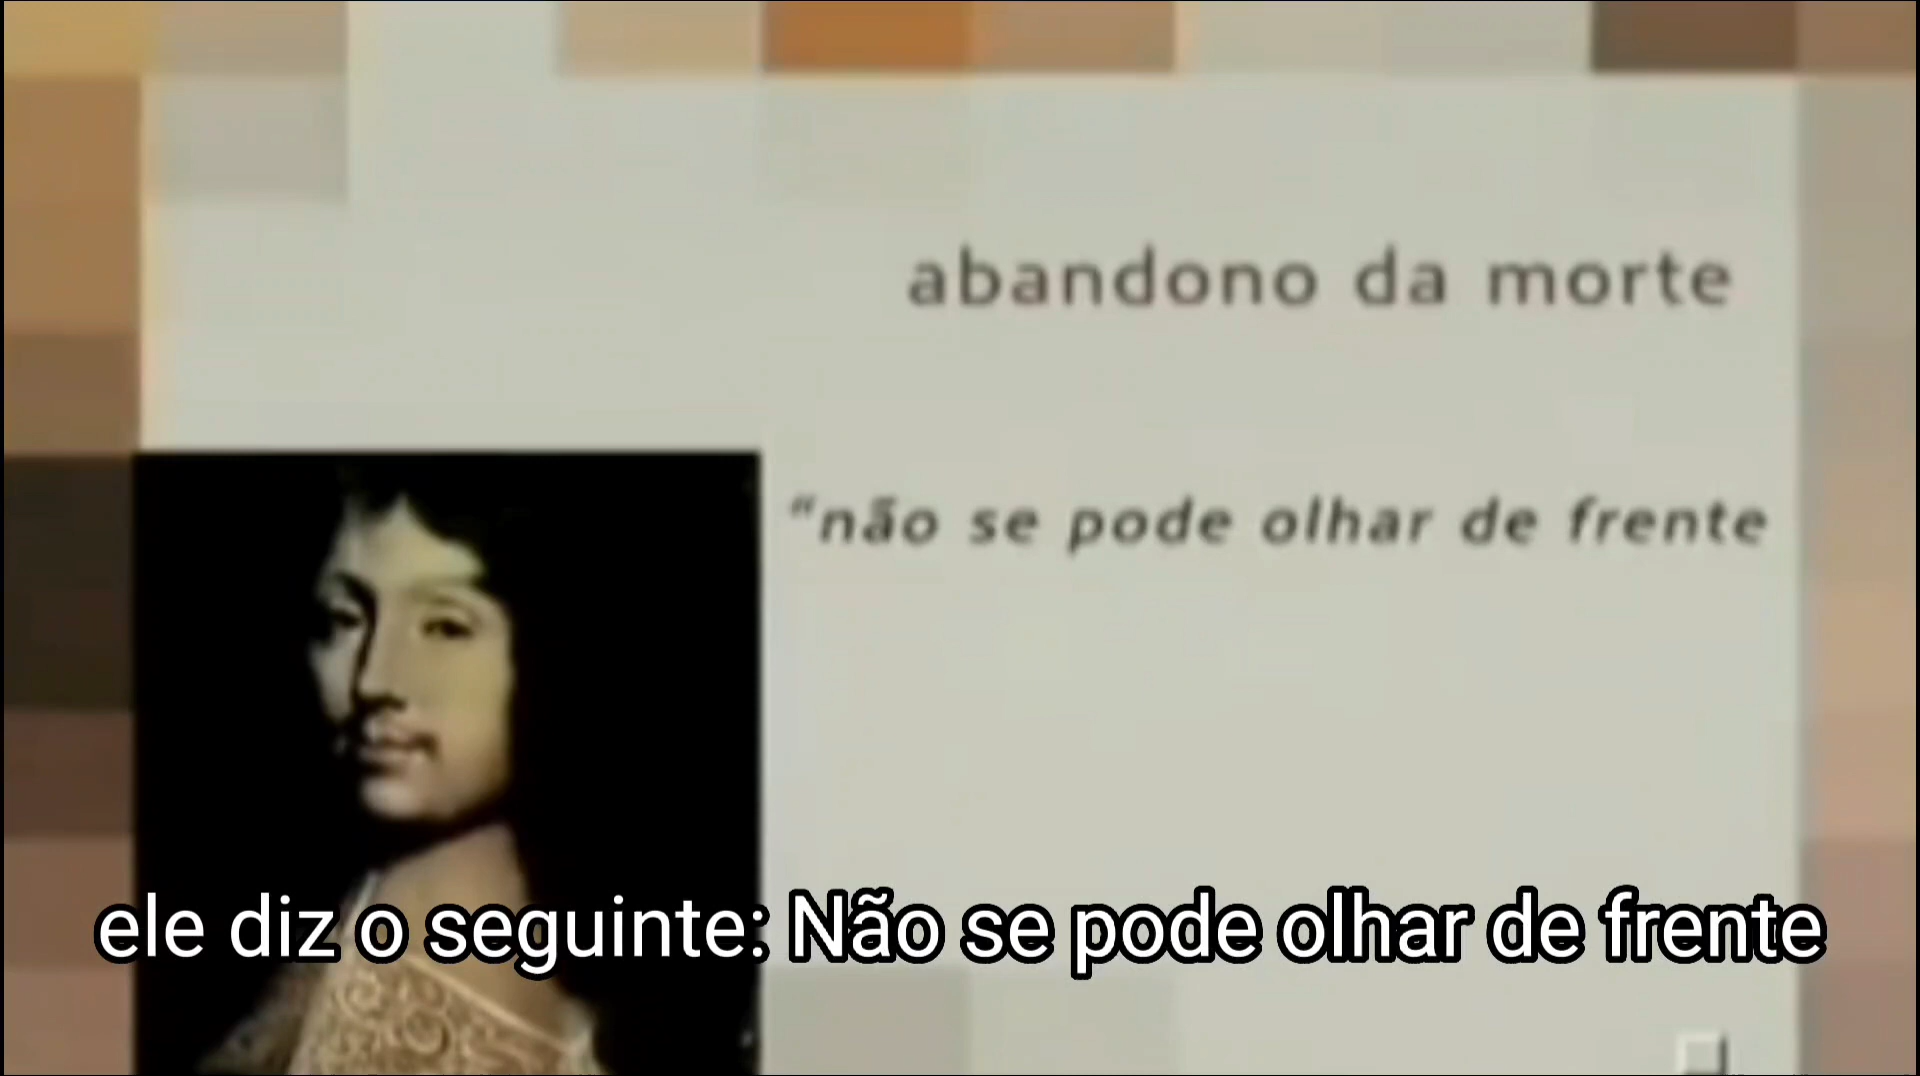 abandono da morte
“não se pode olhar de frente
ele diz o seguinte: Não se pode olhar de frente